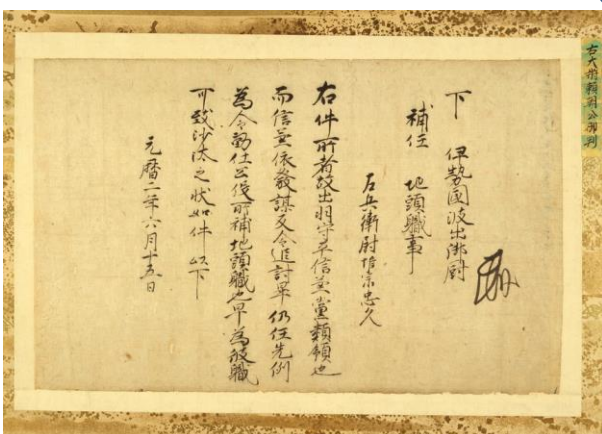 下　伊勢國波出御厨
補任　地頭職事
左兵衛尉惟宗忠久
右件所者故出羽守平信兼黨類領也
而信兼依發謀反令追討畢仍任先例
為令勤仕公役所補地頭職也早為彼職
可致沙汰之状如件以下
元暦二年六月十五日